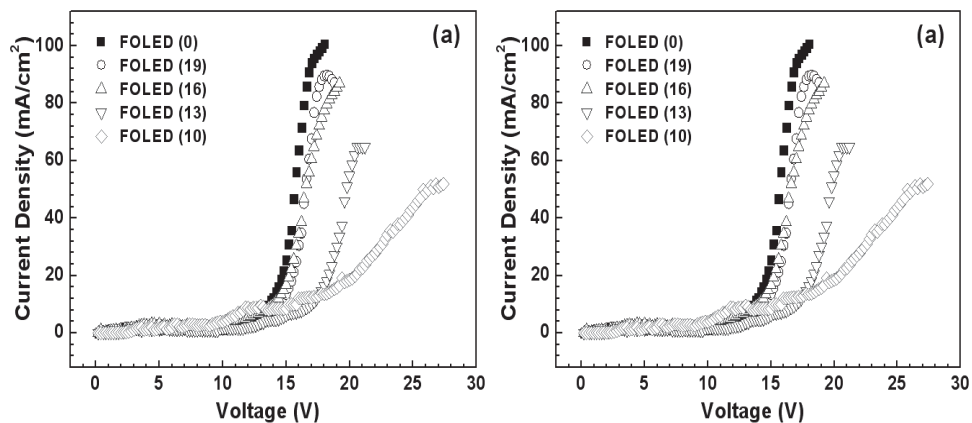 (a)
100
80
60
40
20
0
Current Density (mA/cm²)
FOLED (0)
FOLED (19)
FOLED (16)
FOLED (13)
FOLED (10)
0 5 10 15 20 25 30
Voltage (V)
(a)
100
80
60
40
20
0
Current Density (mA/cm²)
FOLED (0)
FOLED (19)
FOLED (16)
FOLED (13)
FOLED (10)
0 5 10 15 20 25 30
Voltage (V)